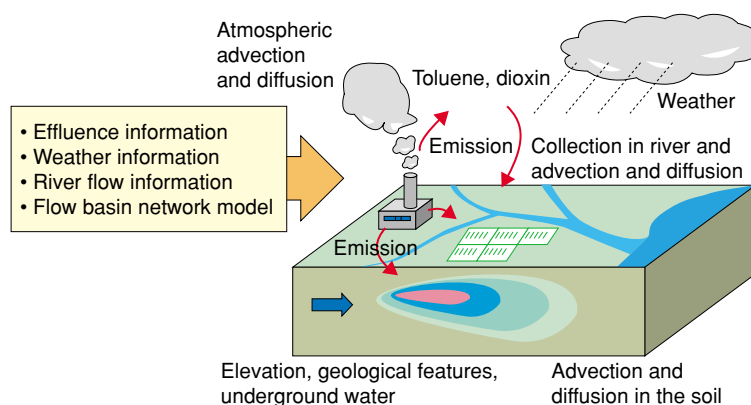 Atmospheric
advection
and diffusion
Toluene, dioxin
Weather
• Effluence information
• Weather information
• River flow information
• Flow basin network model
Emission
Collection in river and
advection and diffusion
Emission
Elevation, geological features,
underground water
Advection and
diffusion in the soil